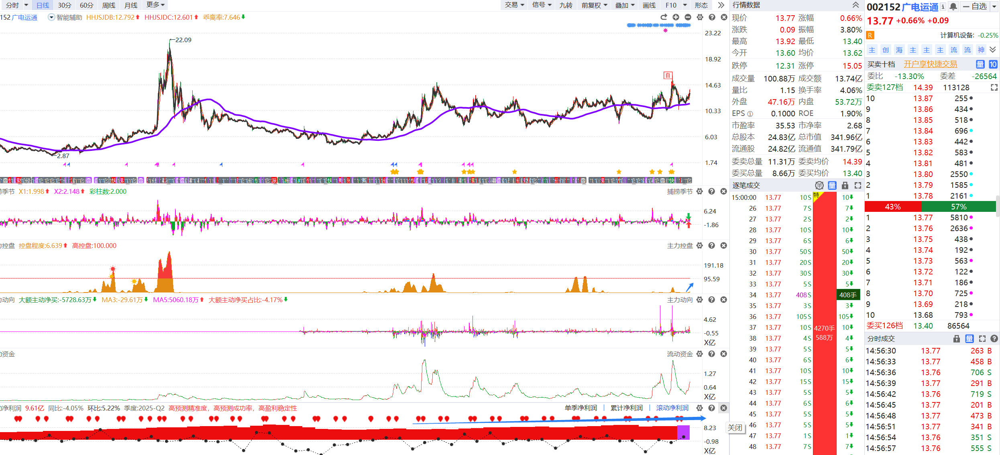 分时 日线 30分 60分 周线 月线 更多 交易 信号 九转 前复权 叠加 画线 F10 形态
152 广电运通 智能辅助 HHJSJDB:12.792 HHJSJDC:12.601 乖离率:7.646
23.22
22.09
18.92
自
14.63
10.33
6.03
2.87
1.74
捞季节 X1:1.998 X2:2.148 彩柱数:2.000 捕捞季节
6.24
-1.86
控盘 控盘程度:6.639 高控盘:100.000 主力控盘
191.18
95.59
动向 大额主动净买:-5728.63万 MA3:-29.61万 MA5:5060.18万 大额主动净买占比:-4.17% 主力动向
4.62
-0.55
X亿
资金 流动资金
1.27
0.64
X亿
净利润 9.61亿 同比:-4.05% 环比:5.22% 季度:2025-Q2 高预测精准度，高预测成功率，高盈利稳定性 单季净利润 累计净利润 滚动净利润
8.23
-0.98
X亿
关闭
行情数据
现价 13.77 涨幅 0.66%
涨跌 0.09 振幅 3.80%
最高 13.92 最低 13.40
今开 13.60 均价 13.62
跌停 12.31 涨停 15.05
成交量 100.88万 成交额 13.74亿
量比 1.15 换手率 4.06%
外盘 47.16万 内盘 53.72万
EPS ① 0.1000 ROE 1.90%
市盈率 35.53 市净率 2.68
总股本 24.83亿 总市值 341.96亿
流通股 24.82亿 流通值 341.79亿
委卖总量 11.31万 委卖均价 14.39
委买总量 8.66万 委买均价 13.40
逐笔成交 单 量
15:00:00 13.77 10S 特 10
26 13.77 7S 7
27 13.77 2S 2
28 13.77 10S 10
29 13.77 6S 6
30 13.77 50S 50
31 13.77 20S 20
32 13.77 30S 30
33 13.77 5S 5
34 13.77 408S 408手
35 13.77 3S 3
36 13.77 105S 105
37 13.77 10S 4270手 10
38 13.77 4S 588万 4
39 13.77 5S 5
40 13.77 6S 6
41 13.77 10S 10
42 13.77 15S 15
43 13.77 5S 5
44 13.77 6S 6
45 13.77 5S 5
46 13.77 5S 5
47 13.77 1S 1
48 13.77 7S 7
002152 广电运通 自选
13.77 +0.66% +0.09
R 计算机设备: -0.25%
主 创 海 主 主 主 流 流 神
买卖十档 开户享快捷交易 量 10
委比 -13.30% 委差 -26564
委卖127档 14.39 113128
10 13.87 255
9 13.86 434
8 13.85 518
7 13.84 696
6 13.83 442
5 13.82 583
4 13.81 481
3 13.80 2550
2 13.79 1585
1 13.78 2161
43% 57%
1 13.77 5810
2 13.76 2636
3 13.75 438
4 13.74 192
5 13.73 563
6 13.72 122
7 13.71 186
8 13.70 725
9 13.69 218
10 13.68 793
委买126档 13.40 86564
分时成交 量
14:56:30 13.77 263 B
14:56:33 13.77 458 B
14:56:36 13.76 706 S
14:56:39 13.77 291 B
14:56:42 13.76 719 S
14:56:45 13.77 201 B
14:56:48 13.77 473 B
14:56:51 13.77 341 B
14:56:54 13.76 351 S
14:56:57 13.76 555 S